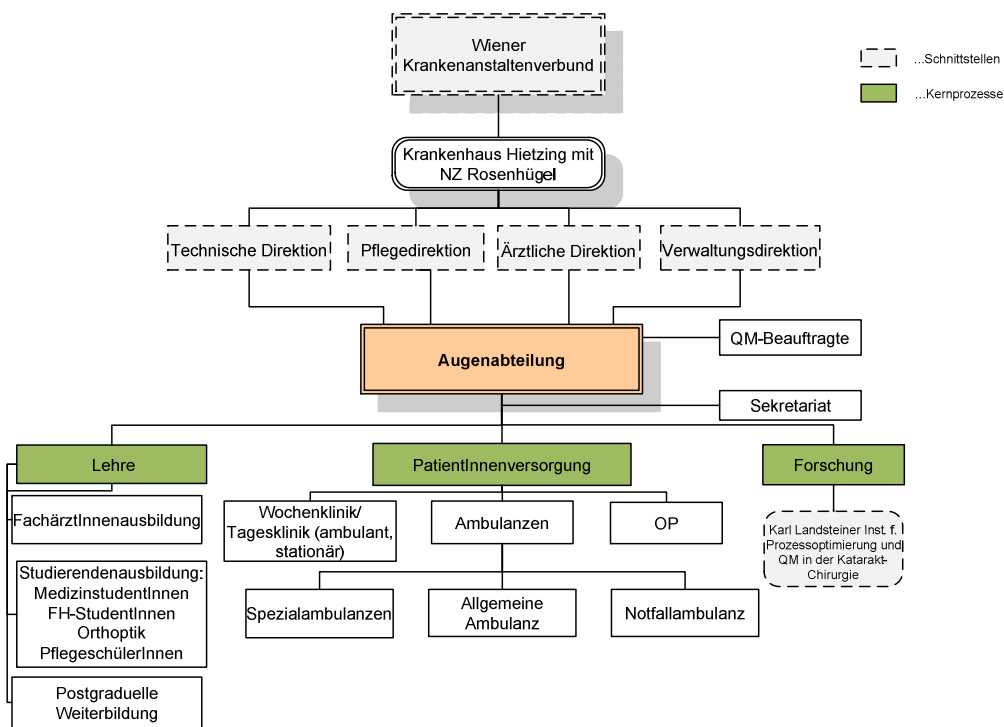 Wiener
Krankenanstaltenverbund
...Schnittstellen
...Kernprozesse
Krankenhaus Hietzing mit
NZ Rosenhügel
Technische Direktion
Pflegedirektion
Ärztliche Direktion
Verwaltungsdirektion
Augenabteilung
QM-Beauftragte
Sekretariat
Lehre
PatientInnenversorgung
Forschung
FachärztInnenausbildung
Wochenklinik/
Tagesklinik (ambulant,
stationär)
Ambulanzen
OP
Karl Landsteiner Inst. f.
Prozessoptimierung und
QM in der Katarakt-
Chirurgie
Studierendenausbildung:
MedizinstudentInnen
FH-StudentInnen
Orthoptik
PflegeschülerInnen
Spezialambulanzen
Allgemeine
Ambulanz
Notfallambulanz
Postgraduelle
Weiterbildung